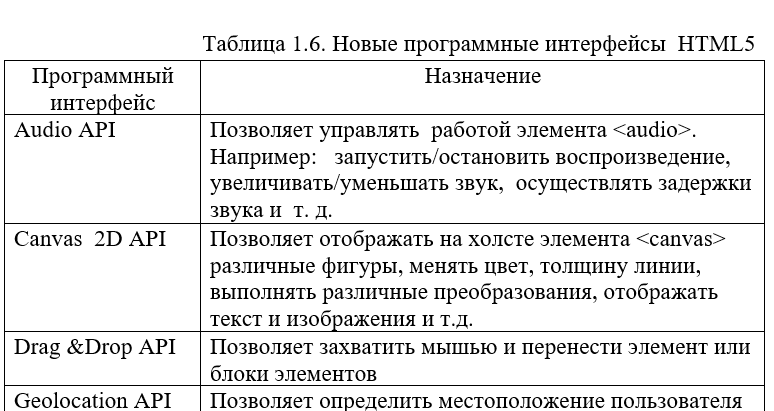 Таблица 1.6. Новые программные интерфейсы  HTML5
Программный
интерфейс
Назначение
Audio API
Позволяет управлять  работой элемента <audio>.
Например:   запустить/остановить воспроизведение,
увеличивать/уменьшать звук,  осуществлять задержки
звука и  т. д.
Canvas  2D API
Позволяет отображать на холсте элемента <canvas>
различные фигуры, менять цвет, толщину линии,
выполнять различные преобразования, отображать
текст и изображения и т.д.
Drag &Drop API
Позволяет захватить мышью и перенести элемент или
блоки элементов
Geolocation API
Позволяет определить местоположение пользователя